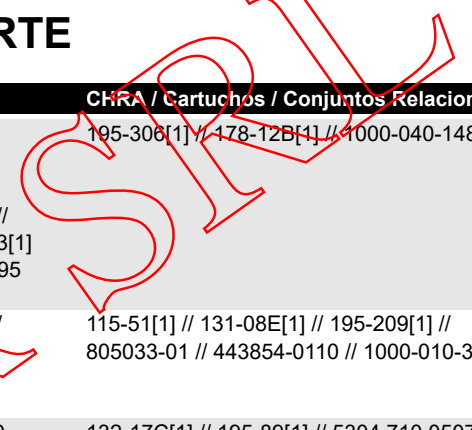 RTE
CHRA / Cartuchos / Conjuntos Relacion
195-306[1] // 178-12B[1] // 1000-040-148
//
3[1]
95
115-51[1] // 131-08E[1] // 195-209[1] //
805033-01 // 443854-0110 // 1000-010-3
SRL